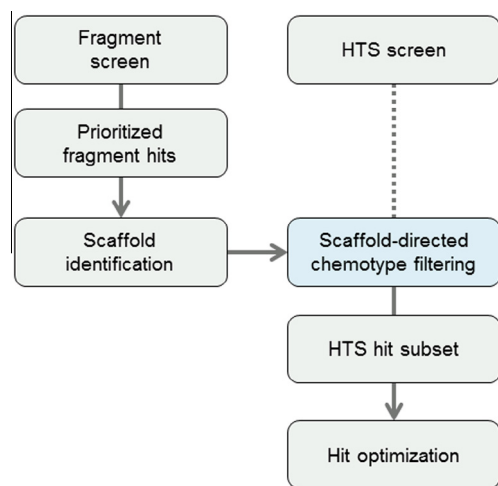 Fragment
screen
HTS screen
Prioritized
fragment hits
Scaffold
identification
Scaffold-directed
chemotype filtering
HTS hit subset
Hit optimization